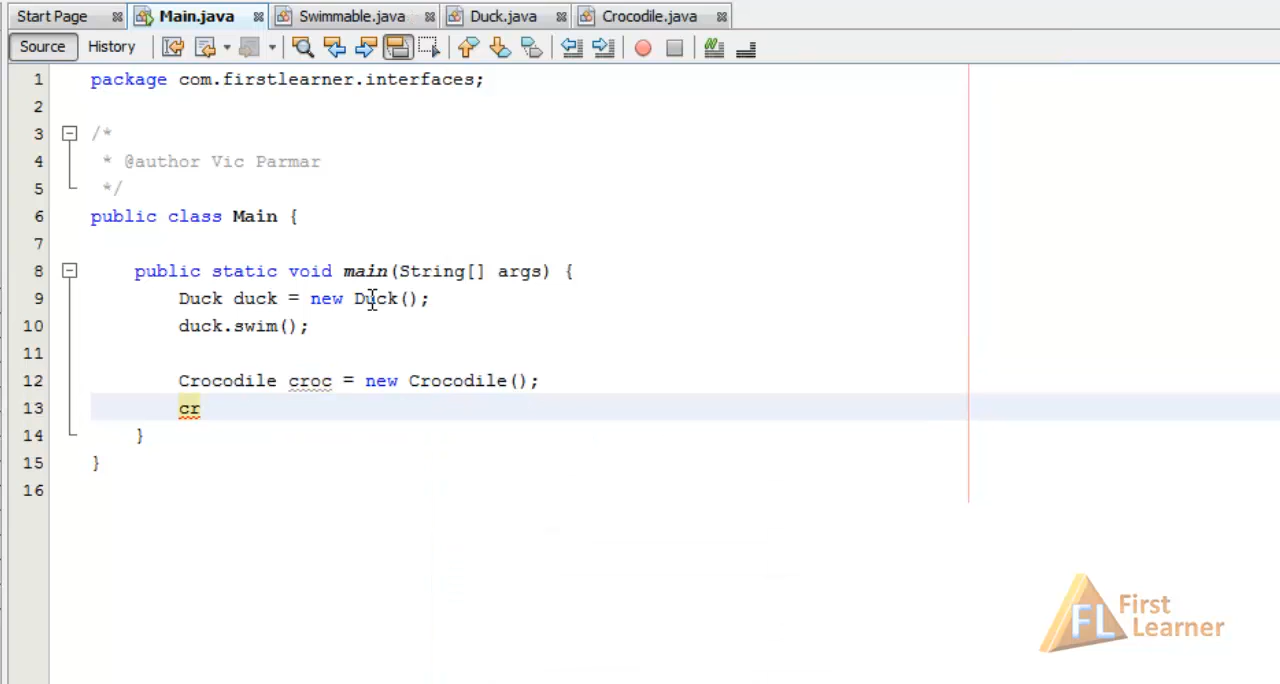 Start Page Main.java Swimmable.java Duck.java Crocodile.java
Source History
1 package com.firstlearner.interfaces;
2
3 /*
4 * @author Vic Parmar
5 */
6 public class Main {
7
8 public static void main(String[] args) {
9 Duck duck = new Duck();
10 duck.swim();
11
12 Crocodile croc = new Crocodile();
13 cr
14 }
15 }
16
FL First
Learner